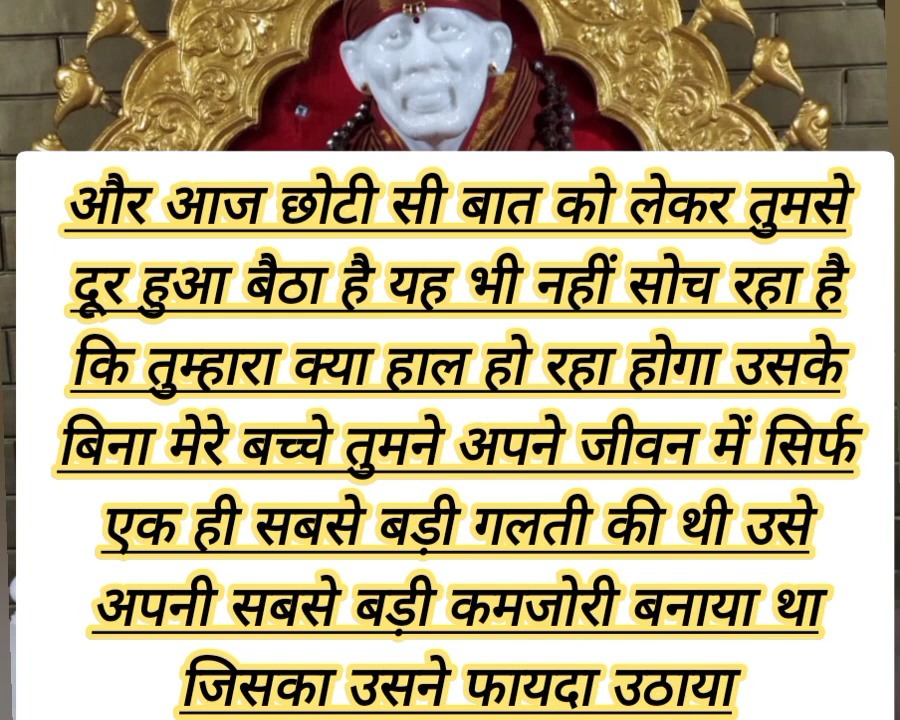 और आज छोटी सी बात को लेकर तुमसे
दूर हुआ बैठा है यह भी नहीं सोच रहा है
कि तुम्हारा क्या हाल हो रहा होगा उसके
बिना मेरे बच्चे तुमने अपने जीवन में सिर्फ
एक ही सबसे बड़ी गलती की थी उसे
अपनी सबसे बड़ी कमजोरी बनाया था
जिसका उसने फायदा उठाया